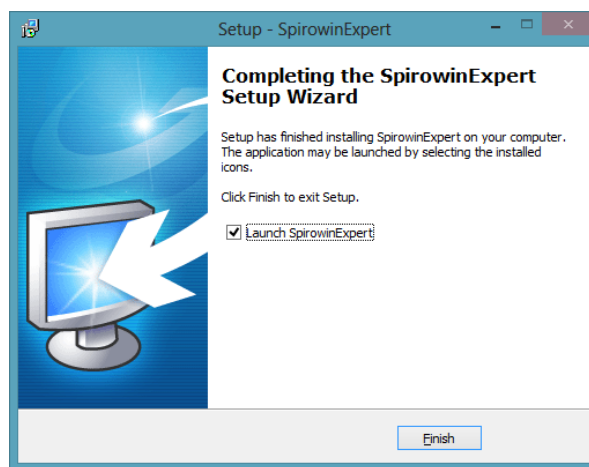 Setup - SpirowinExpert
Completing the SpirowinExpert
Setup Wizard
Setup has finished installing SpirowinExpert on your computer.
The application may be launched by selecting the installed
icons.
Click Finish to exit Setup.
Launch SpirowinExpert
Finish